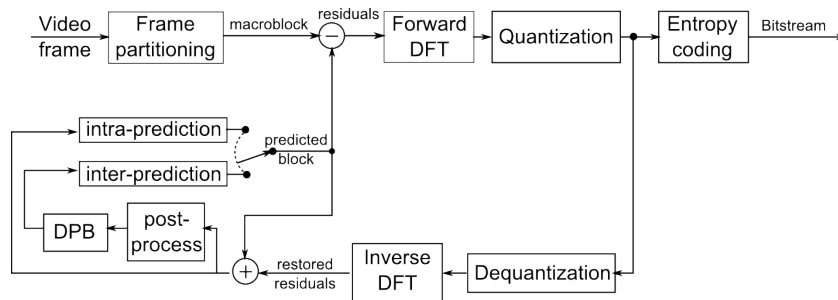 Video
frame
Frame
partitioning
macroblock
−
residuals
Forward
DFT
Quantization
Entropy
coding
Bitstream
intra-prediction
inter-prediction
predicted
block
DPB
post-
process
+
restored
residuals
Inverse
DFT
Dequantization